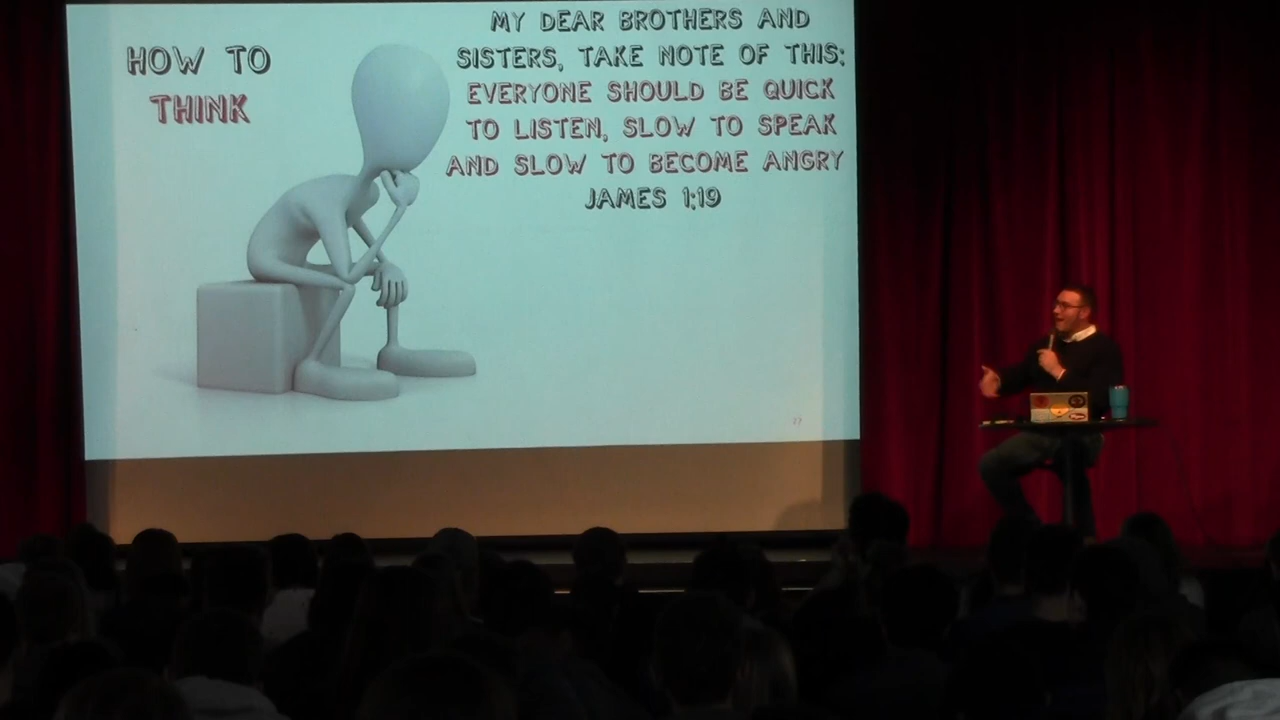 HOW TO
THINK
MY DEAR BROTHERS AND
SISTERS, TAKE NOTE OF THIS:
EVERYONE SHOULD BE QUICK
TO LISTEN, SLOW TO SPEAK
AND SLOW TO BECOME ANGRY
JAMES 1:19